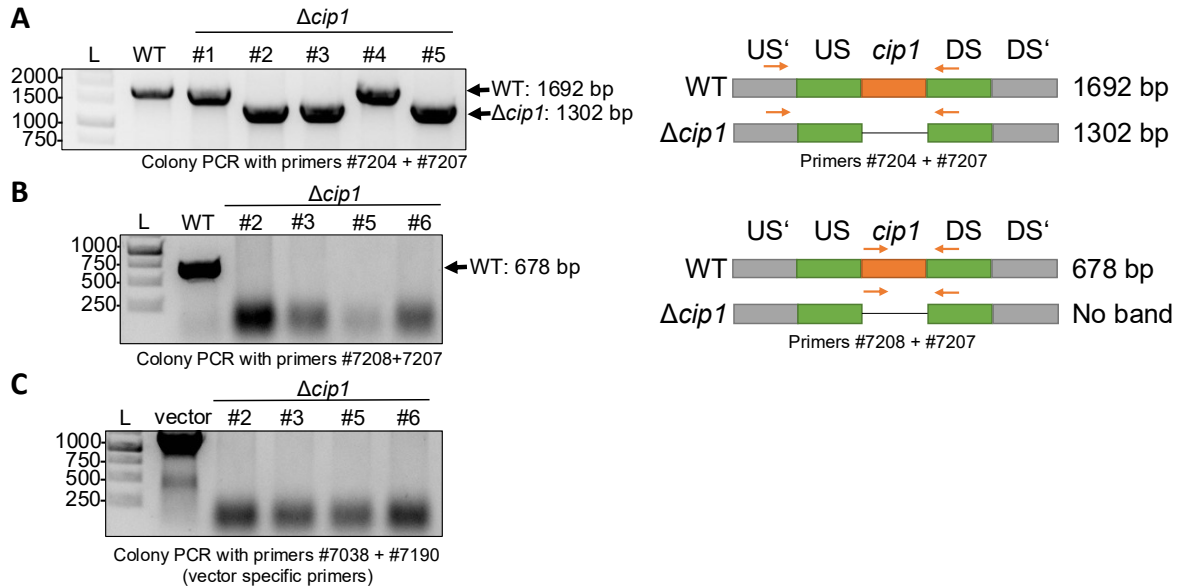 A
Δcip1
L WT #1 #2 #3 #4 #5
2000
1500
1000
750
WT: 1692 bp
Δcip1: 1302 bp
Colony PCR with primers #7204 + #7207
US‘ US cip1 DS DS‘
WT 1692 bp
Δcip1 1302 bp
Primers #7204 + #7207
B
Δcip1
L WT #2 #3 #5 #6
1000
750
500
250
WT: 678 bp
Colony PCR with primers #7208+7207
US‘ US cip1 DS DS‘
WT 678 bp
Δcip1 No band
Primers #7208 + #7207
C
Δcip1
L vector #2 #3 #5 #6
1000
750
500
250
Colony PCR with primers #7038 + #7190
(vector specific primers)